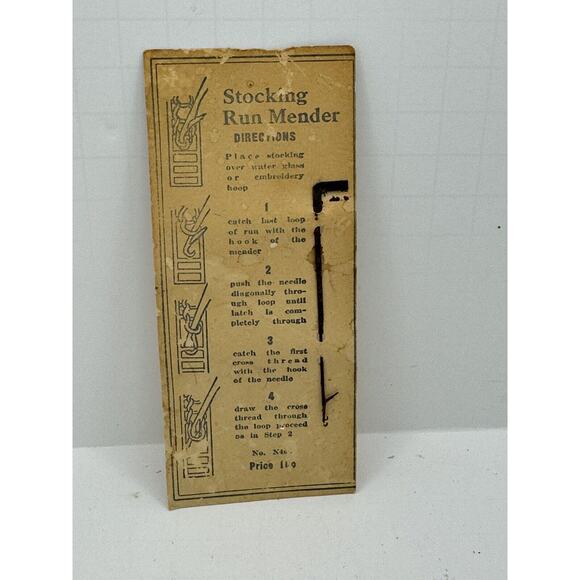 Stocking
Run Mender
DIRECTIONS
Place stocking
over water glass
or embroidery
hoop
1
catch last loop
of run with the
hook of the
mender
2
push the needle
diagonally thro-
ugh loop until
latch is com-
pletely through
3
catch the first
cross thread
with the hook
of the needle
4
draw the cross
thread through
the loop proceed
as in Step 2
No.
Price